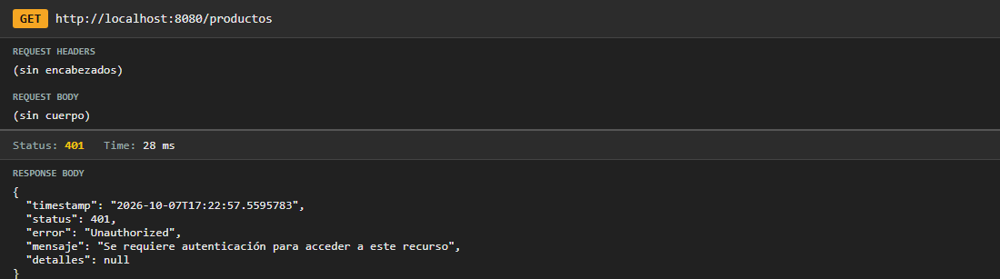 GET http://localhost:8080/productos
REQUEST HEADERS
(sin encabezados)
REQUEST BODY
(sin cuerpo)
Status: 401 Time: 28 ms
RESPONSE BODY
{
  "timestamp": "2026-10-07T17:22:57.5595783",
  "status": 401,
  "error": "Unauthorized",
  "mensaje": "Se requiere autenticación para acceder a este recurso",
  "detalles": null
}